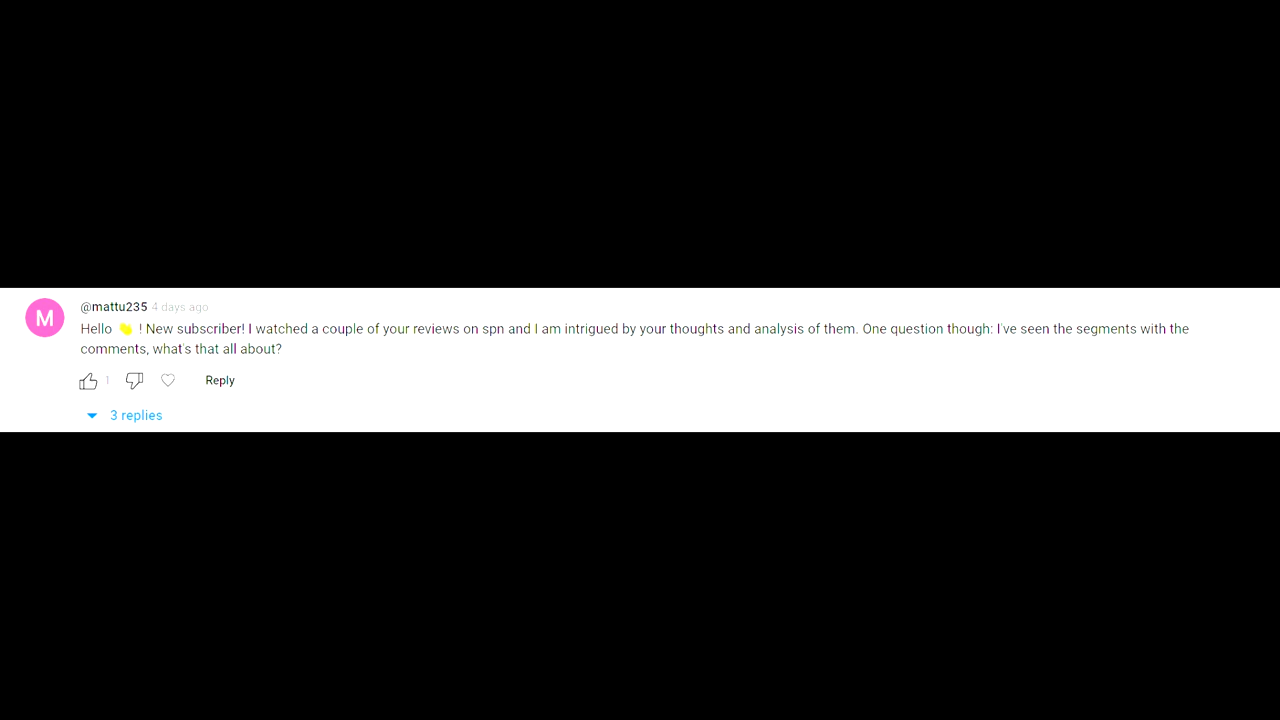 M
@mattu235 4 days ago
Hello 👋 ! New subscriber! I watched a couple of your reviews on spn and I am intrigued by your thoughts and analysis of them. One question though: I've seen the segments with the
comments, what's that all about?
1 Reply
3 replies